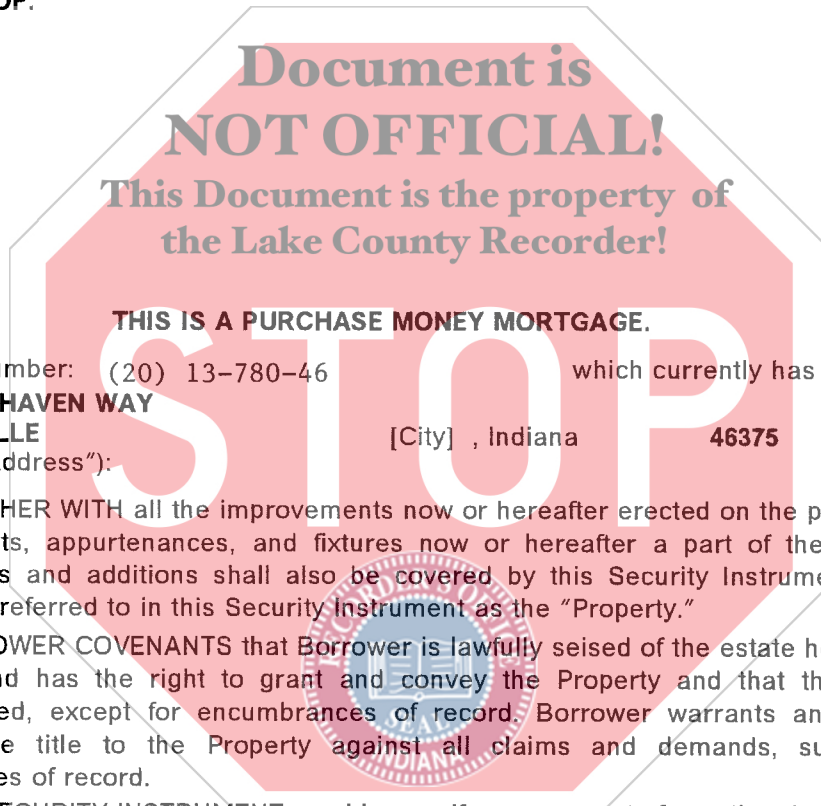 OP.
Document is
NOT OFFICIAL!
This Document is the property of
the Lake County Recorder!
THIS IS A PURCHASE MONEY MORTGAGE.
mber: (20) 13-780-46 which currently has
HAVEN WAY
LLE [City] , Indiana 46375
ddress"):
HER WITH all the improvements now or hereafter erected on the p
ts, appurtenances, and fixtures now or hereafter a part of the
s and additions shall also be covered by this Security Instrume
referred to in this Security Instrument as the "Property."
OWER COVENANTS that Borrower is lawfully seised of the estate h
nd has the right to grant and convey the Property and that th
ed, except for encumbrances of record. Borrower warrants an
e title to the Property against all claims and demands, su
es of record.
STOP
RECORDER'S OFFICE
SEAL
INDIANA